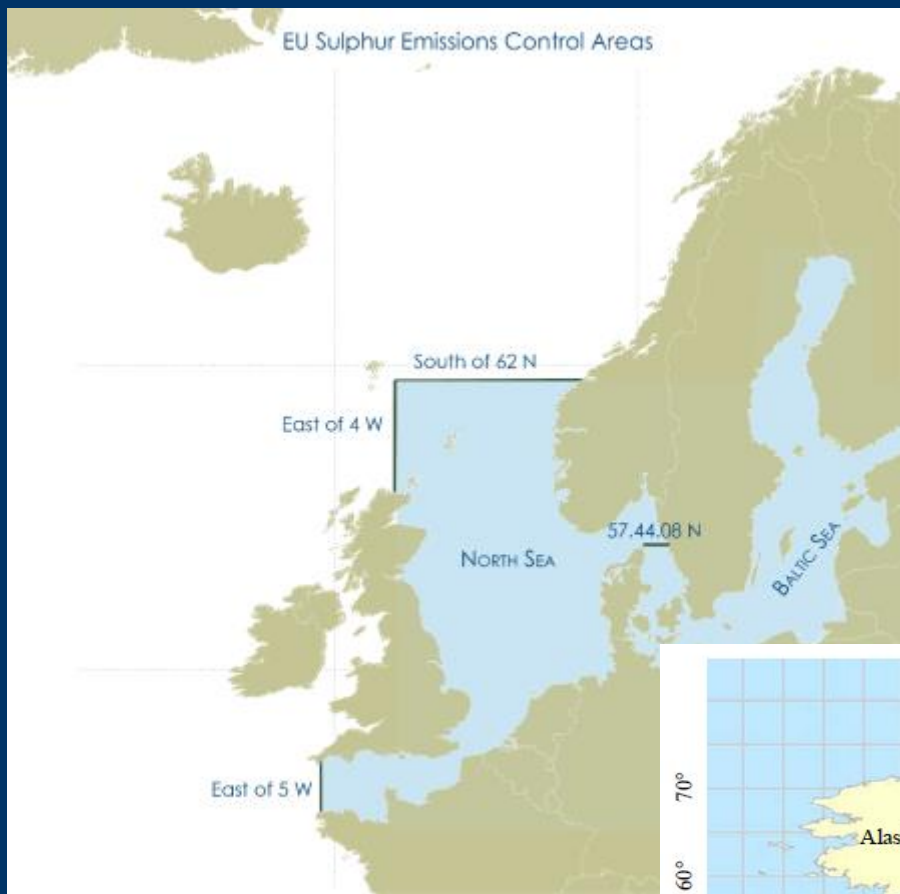 EU Sulphur Emissions Control Areas
South of 62 N
East of 4 W
57.44.08 N
NORTH SEA
BALTIC SEA
East of 5 W
70°
Alas
60°